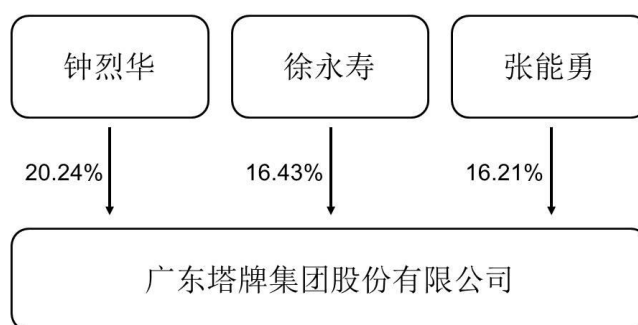 钟烈华
徐永寿
张能勇
20.24%
16.43%
16.21%
广东塔牌集团股份有限公司